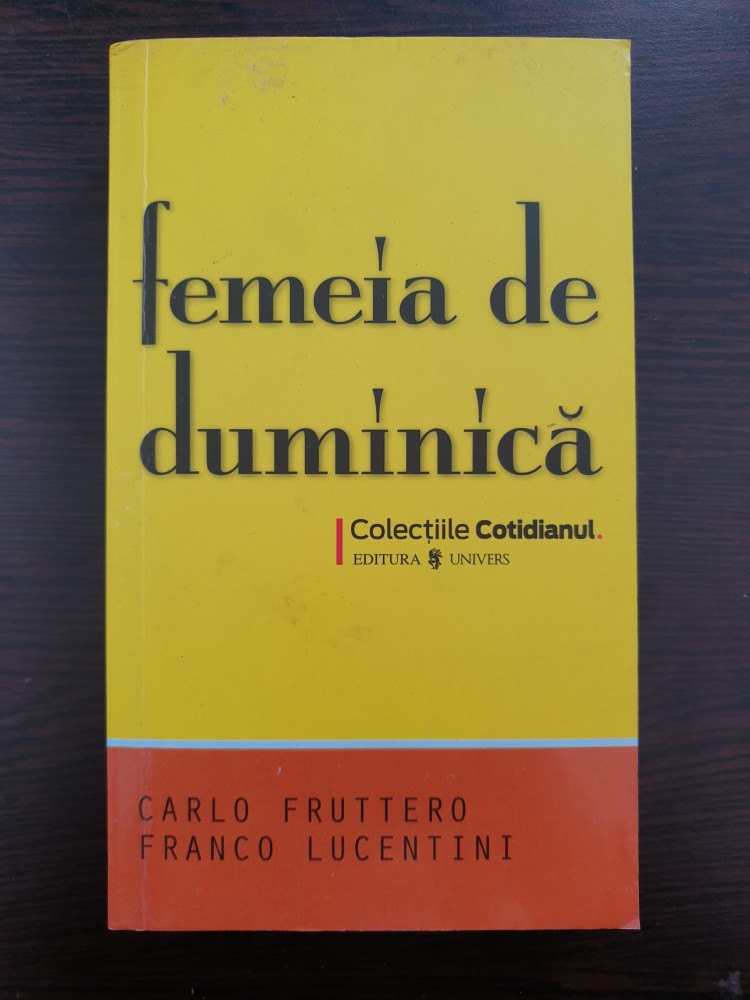 femeia de
duminică
Colecțiile Cotidianul.
EDITURA UNIVERS
CARLO FRUTTERO
FRANCO LUCENTINI